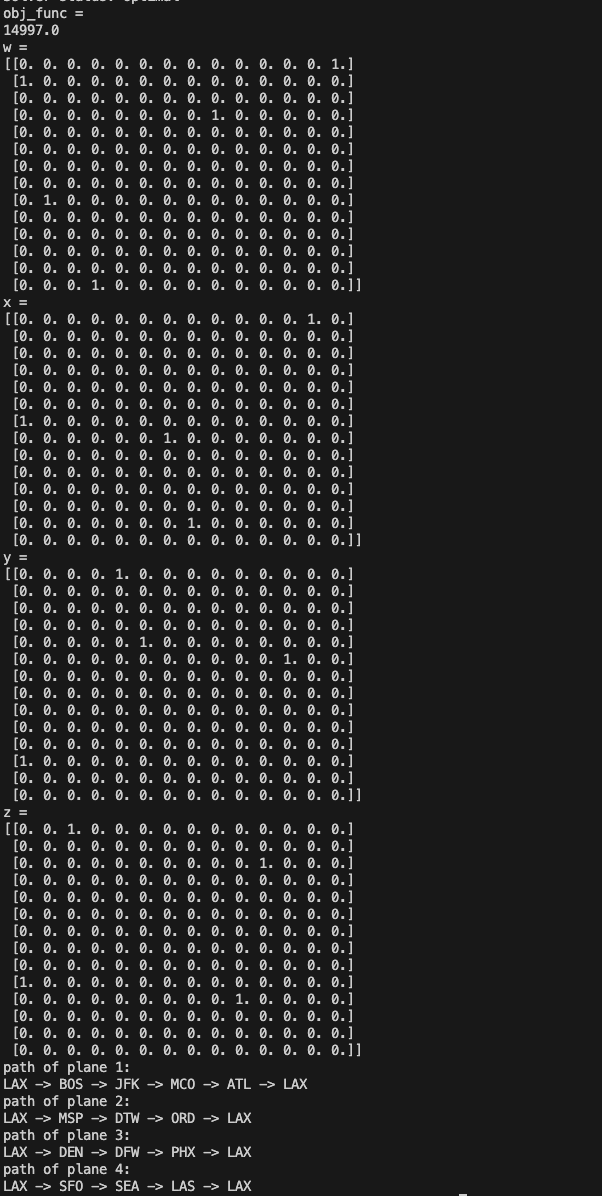 obj_func =
14997.0
w =
[[0. 0. 0. 0. 0. 0. 0. 0. 0. 0. 0. 0. 0. 1.]
[1. 0. 0. 0. 0. 0. 0. 0. 0. 0. 0. 0. 0. 0.]
[0. 0. 0. 0. 0. 0. 0. 0. 0. 0. 0. 0. 0. 0.]
[0. 0. 0. 0. 0. 0. 0. 0. 1. 0. 0. 0. 0. 0.]
[0. 0. 0. 0. 0. 0. 0. 0. 0. 0. 0. 0. 0. 0.]
[0. 0. 0. 0. 0. 0. 0. 0. 0. 0. 0. 0. 0. 0.]
[0. 0. 0. 0. 0. 0. 0. 0. 0. 0. 0. 0. 0. 0.]
[0. 0. 0. 0. 0. 0. 0. 0. 0. 0. 0. 0. 0. 0.]
[0. 1. 0. 0. 0. 0. 0. 0. 0. 0. 0. 0. 0. 0.]
[0. 0. 0. 0. 0. 0. 0. 0. 0. 0. 0. 0. 0. 0.]
[0. 0. 0. 0. 0. 0. 0. 0. 0. 0. 0. 0. 0. 0.]
[0. 0. 0. 0. 0. 0. 0. 0. 0. 0. 0. 0. 0. 0.]
[0. 0. 0. 0. 0. 0. 0. 0. 0. 0. 0. 0. 0. 0.]
[0. 0. 0. 1. 0. 0. 0. 0. 0. 0. 0. 0. 0. 0.]]
x =
[[0. 0. 0. 0. 0. 0. 0. 0. 0. 0. 0. 0. 1. 0.]
[0. 0. 0. 0. 0. 0. 0. 0. 0. 0. 0. 0. 0. 0.]
[0. 0. 0. 0. 0. 0. 0. 0. 0. 0. 0. 0. 0. 0.]
[0. 0. 0. 0. 0. 0. 0. 0. 0. 0. 0. 0. 0. 0.]
[0. 0. 0. 0. 0. 0. 0. 0. 0. 0. 0. 0. 0. 0.]
[0. 0. 0. 0. 0. 0. 0. 0. 0. 0. 0. 0. 0. 0.]
[1. 0. 0. 0. 0. 0. 0. 0. 0. 0. 0. 0. 0. 0.]
[0. 0. 0. 0. 0. 0. 1. 0. 0. 0. 0. 0. 0. 0.]
[0. 0. 0. 0. 0. 0. 0. 0. 0. 0. 0. 0. 0. 0.]
[0. 0. 0. 0. 0. 0. 0. 0. 0. 0. 0. 0. 0. 0.]
[0. 0. 0. 0. 0. 0. 0. 0. 0. 0. 0. 0. 0. 0.]
[0. 0. 0. 0. 0. 0. 0. 0. 0. 0. 0. 0. 0. 0.]
[0. 0. 0. 0. 0. 0. 0. 1. 0. 0. 0. 0. 0. 0.]
[0. 0. 0. 0. 0. 0. 0. 0. 0. 0. 0. 0. 0. 0.]]
y =
[[0. 0. 0. 0. 1. 0. 0. 0. 0. 0. 0. 0. 0. 0.]
[0. 0. 0. 0. 0. 0. 0. 0. 0. 0. 0. 0. 0. 0.]
[0. 0. 0. 0. 0. 0. 0. 0. 0. 0. 0. 0. 0. 0.]
[0. 0. 0. 0. 0. 0. 0. 0. 0. 0. 0. 0. 0. 0.]
[0. 0. 0. 0. 0. 1. 0. 0. 0. 0. 0. 0. 0. 0.]
[0. 0. 0. 0. 0. 0. 0. 0. 0. 0. 0. 1. 0. 0.]
[0. 0. 0. 0. 0. 0. 0. 0. 0. 0. 0. 0. 0. 0.]
[0. 0. 0. 0. 0. 0. 0. 0. 0. 0. 0. 0. 0. 0.]
[0. 0. 0. 0. 0. 0. 0. 0. 0. 0. 0. 0. 0. 0.]
[0. 0. 0. 0. 0. 0. 0. 0. 0. 0. 0. 0. 0. 0.]
[0. 0. 0. 0. 0. 0. 0. 0. 0. 0. 0. 0. 0. 0.]
[1. 0. 0. 0. 0. 0. 0. 0. 0. 0. 0. 0. 0. 0.]
[0. 0. 0. 0. 0. 0. 0. 0. 0. 0. 0. 0. 0. 0.]
[0. 0. 0. 0. 0. 0. 0. 0. 0. 0. 0. 0. 0. 0.]]
z =
[[0. 0. 1. 0. 0. 0. 0. 0. 0. 0. 0. 0. 0. 0.]
[0. 0. 0. 0. 0. 0. 0. 0. 0. 0. 0. 0. 0. 0.]
[0. 0. 0. 0. 0. 0. 0. 0. 0. 0. 1. 0. 0. 0.]
[0. 0. 0. 0. 0. 0. 0. 0. 0. 0. 0. 0. 0. 0.]
[0. 0. 0. 0. 0. 0. 0. 0. 0. 0. 0. 0. 0. 0.]
[0. 0. 0. 0. 0. 0. 0. 0. 0. 0. 0. 0. 0. 0.]
[0. 0. 0. 0. 0. 0. 0. 0. 0. 0. 0. 0. 0. 0.]
[0. 0. 0. 0. 0. 0. 0. 0. 0. 0. 0. 0. 0. 0.]
[0. 0. 0. 0. 0. 0. 0. 0. 0. 0. 0. 0. 0. 0.]
[1. 0. 0. 0. 0. 0. 0. 0. 0. 0. 0. 0. 0. 0.]
[0. 0. 0. 0. 0. 0. 0. 0. 0. 1. 0. 0. 0. 0.]
[0. 0. 0. 0. 0. 0. 0. 0. 0. 0. 0. 0. 0. 0.]
[0. 0. 0. 0. 0. 0. 0. 0. 0. 0. 0. 0. 0. 0.]
[0. 0. 0. 0. 0. 0. 0. 0. 0. 0. 0. 0. 0. 0.]]
path of plane 1:
LAX -> BOS -> JFK -> MCO -> ATL -> LAX
path of plane 2:
LAX -> MSP -> DTW -> ORD -> LAX
path of plane 3:
LAX -> DEN -> DFW -> PHX -> LAX
path of plane 4:
LAX -> SFO -> SEA -> LAS -> LAX